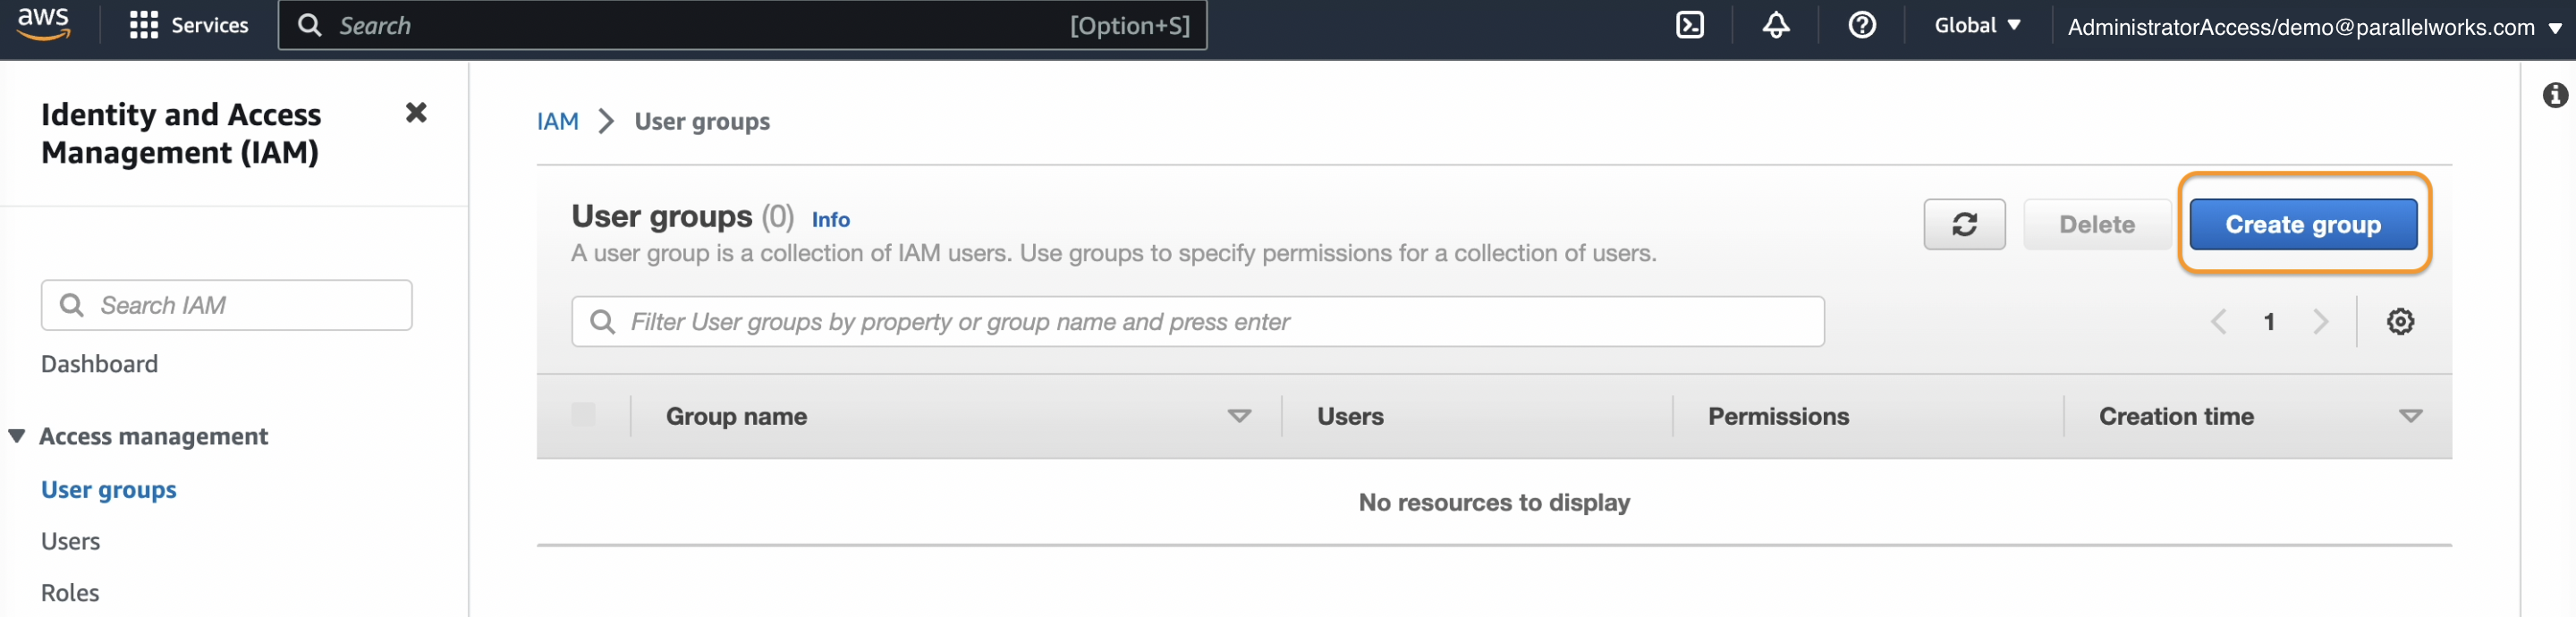 aws
Services
Search
[Option+S]
Global
AdministratorAccess/demo@parallelworks.com
Identity and Access
Management (IAM)
Search IAM
Dashboard
Access management
User groups
Users
Roles
IAM
User groups
User groups (0) Info
A user group is a collection of IAM users. Use groups to specify permissions for a collection of users.
Delete
Create group
Filter User groups by property or group name and press enter
1
Group name
Users
Permissions
Creation time
No resources to display